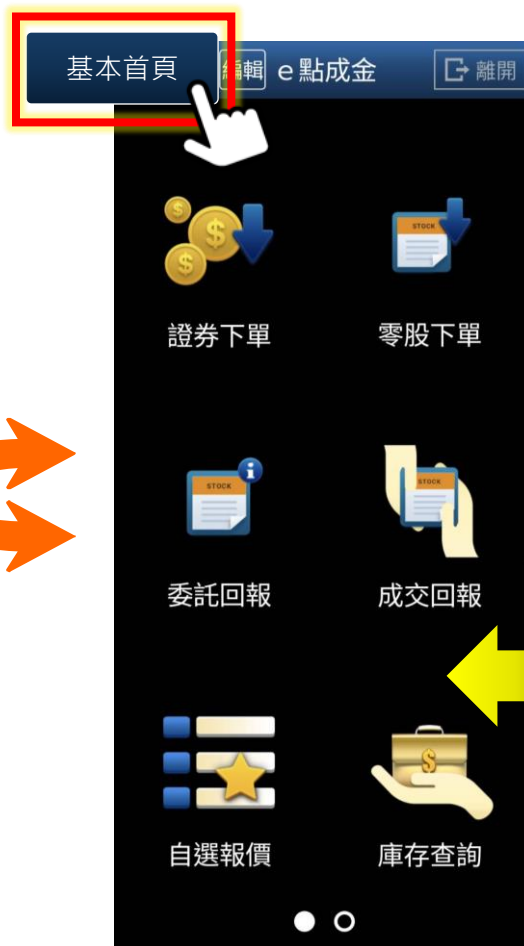 基本首頁 編輯 e點成金 離開
STOCK
證券下單 零股下單
STOCK STOCK
委託回報 成交回報
自選報價 庫存查詢